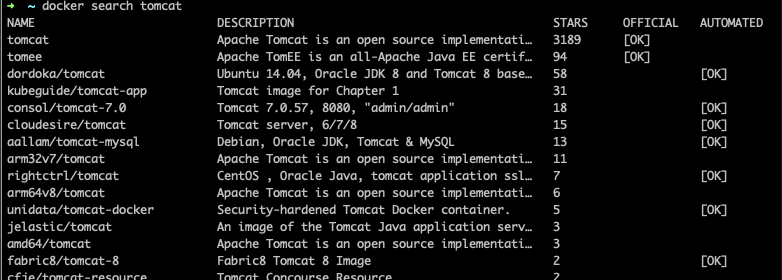 ➜ ~ docker search tomcat
NAME DESCRIPTION STARS OFFICIAL AUTOMATED
tomcat Apache Tomcat is an open source implementati… 3189 [OK]
tomee Apache TomEE is an all-Apache Java EE certif… 94 [OK]
dordoka/tomcat Ubuntu 14.04, Oracle JDK 8 and Tomcat 8 base… 58 [OK]
kubeguide/tomcat-app Tomcat image for Chapter 1 31
consol/tomcat-7.0 Tomcat 7.0.57, 8080, "admin/admin" 18 [OK]
cloudesire/tomcat Tomcat server, 6/7/8 15 [OK]
aallam/tomcat-mysql Debian, Oracle JDK, Tomcat & MySQL 13 [OK]
arm32v7/tomcat Apache Tomcat is an open source implementati… 11
rightctrl/tomcat CentOS , Oracle Java, tomcat application ssl… 7 [OK]
arm64v8/tomcat Apache Tomcat is an open source implementati… 6
unidata/tomcat-docker Security-hardened Tomcat Docker container. 5 [OK]
jelastic/tomcat An image of the Tomcat Java application serv… 3
amd64/tomcat Apache Tomcat is an open source implementati… 3
fabric8/tomcat-8 Fabric8 Tomcat 8 Image 2 [OK]
cfje/tomcat-resource Tomcat Concourse Resource 2